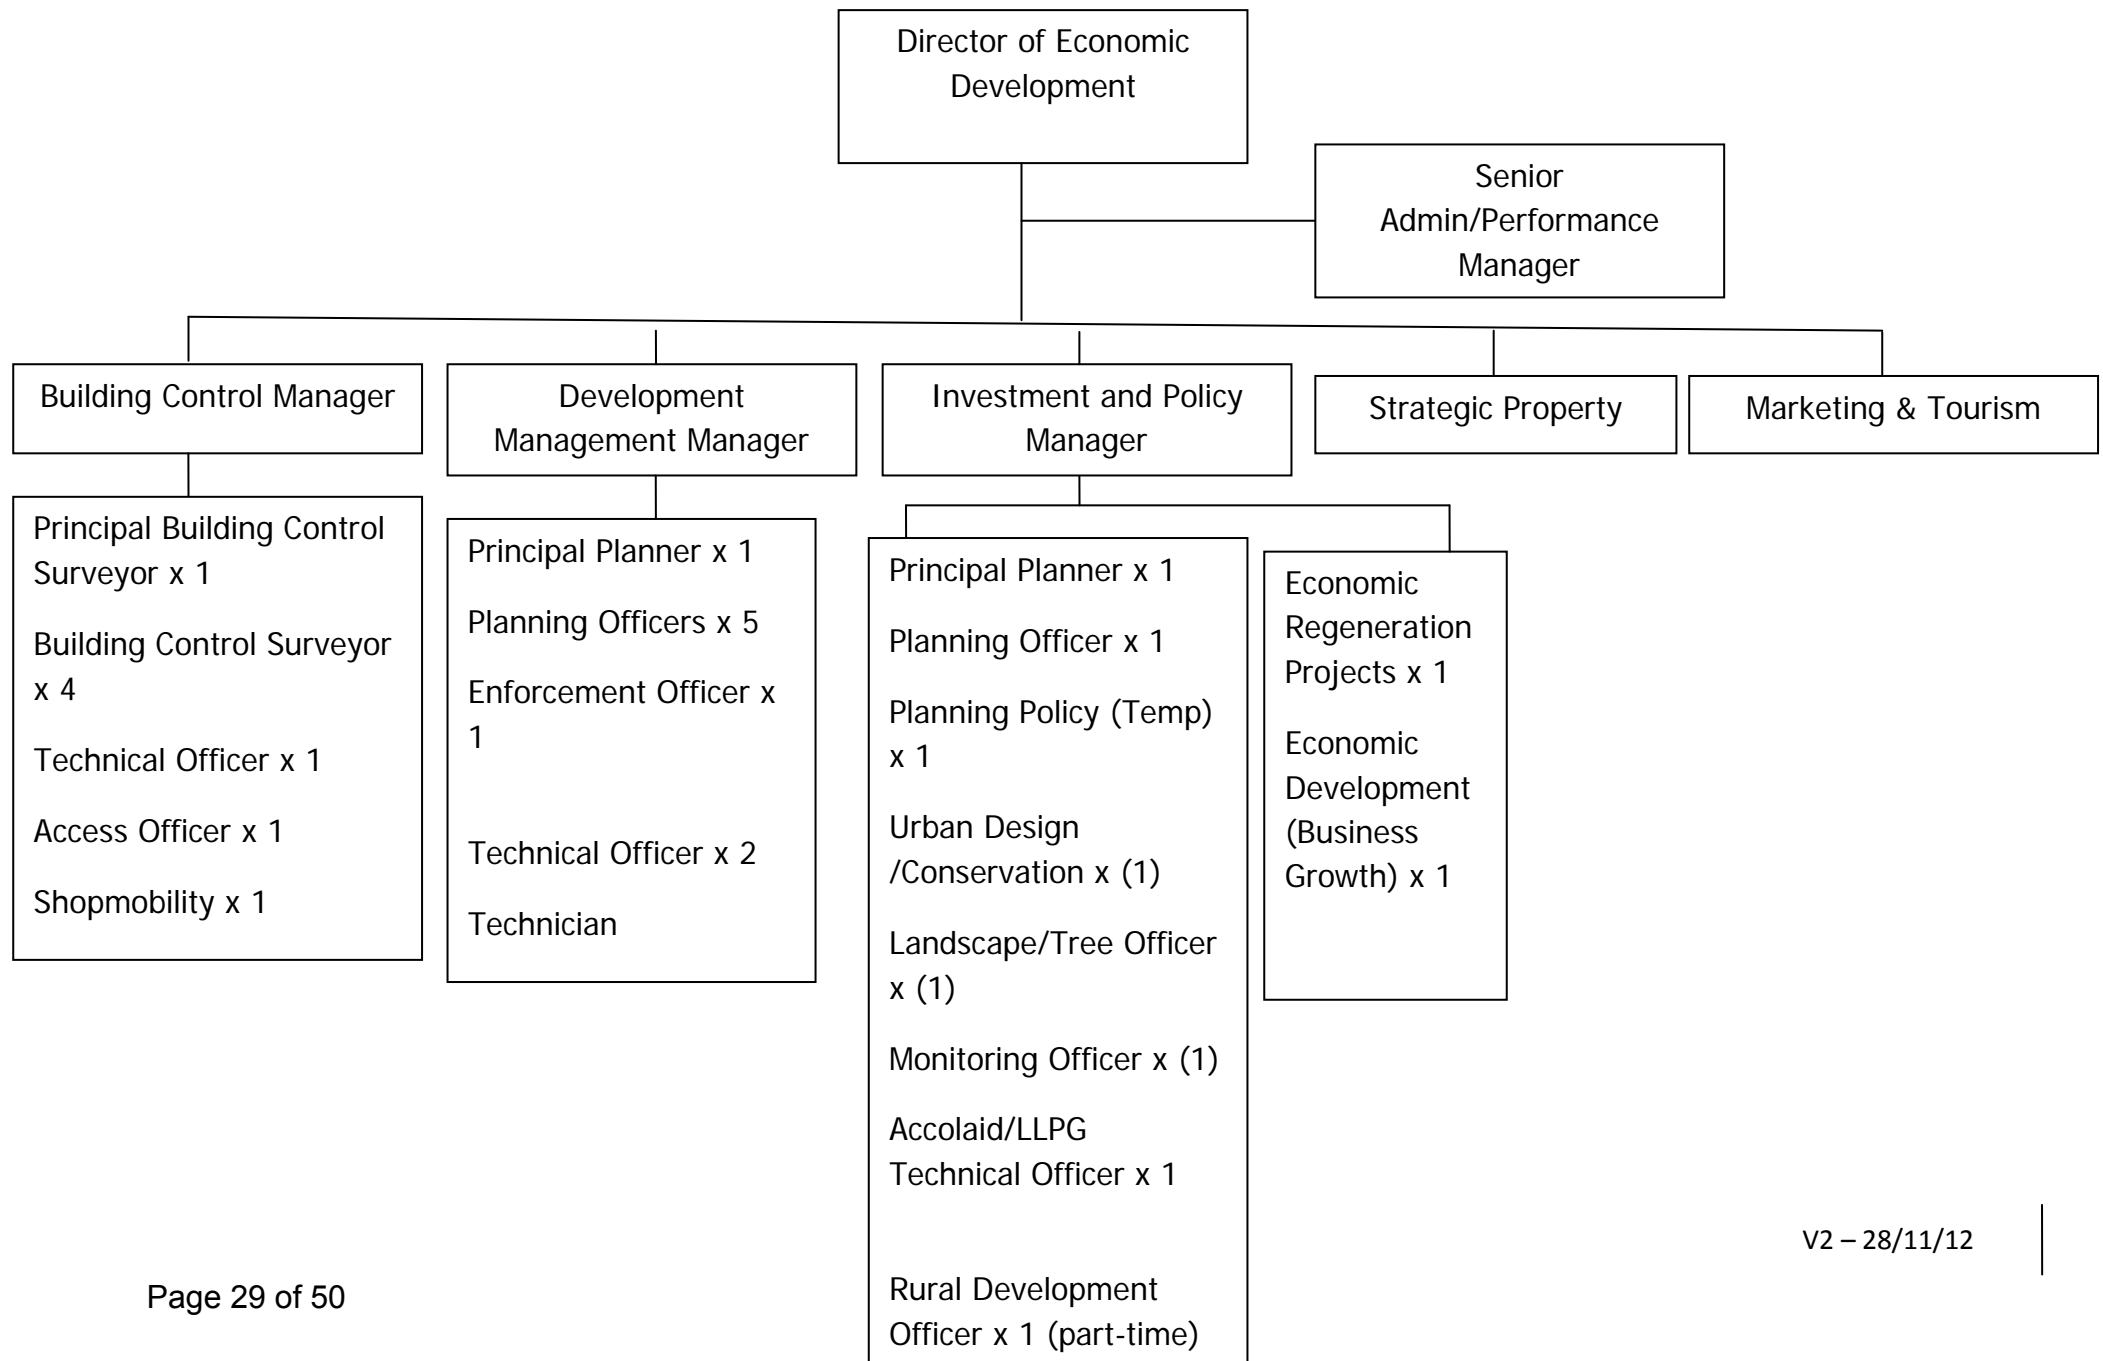 Director of Economic
Development
Senior
Admin/Performance
Manager
Building Control Manager
Development
Management Manager
Investment and Policy
Manager
Strategic Property
Marketing & Tourism
Principal Building Control
Surveyor x 1
Building Control Surveyor
x 4
Technical Officer x 1
Access Officer x 1
Shopmobility x 1
Principal Planner x 1
Planning Officers x 5
Enforcement Officer x
1
Technical Officer x 2
Technician
Principal Planner x 1
Planning Officer x 1
Planning Policy (Temp)
x 1
Urban Design
/Conservation x (1)
Landscape/Tree Officer
x (1)
Monitoring Officer x (1)
Accolaid/LLPG
Technical Officer x 1
Rural Development
Officer x 1 (part-time)
Economic
Regeneration
Projects x 1
Economic
Development
(Business
Growth) x 1
V2 – 28/11/12
Page 29 of 50